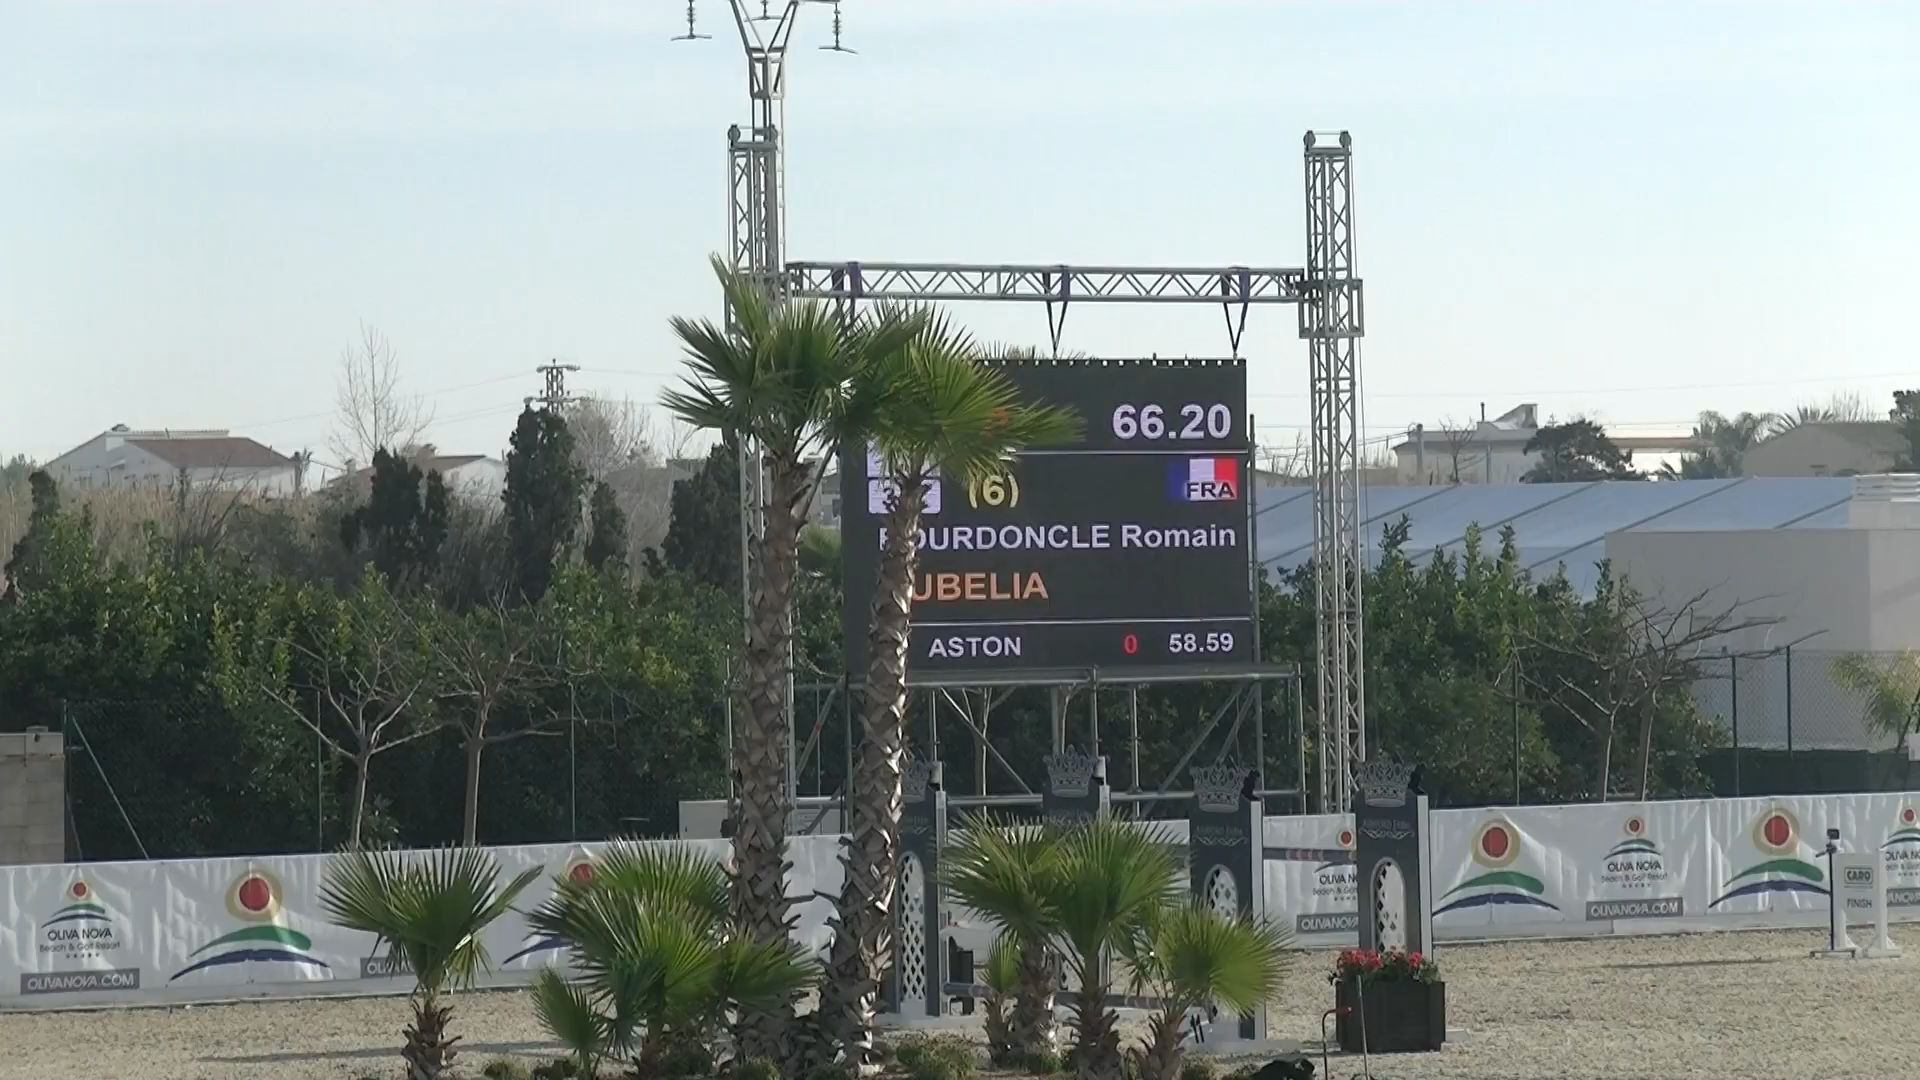 66.20
(6)
FRA
OURDONCLE Romain
UBELIA
ASTON 0 58.59
OLIVA NOVA
Beach & Golf Resort
OLIVANOVA.COM
OLIVA NOVA
Beach & Golf Resort
OLIVANOVA.COM
CARO
FINISH